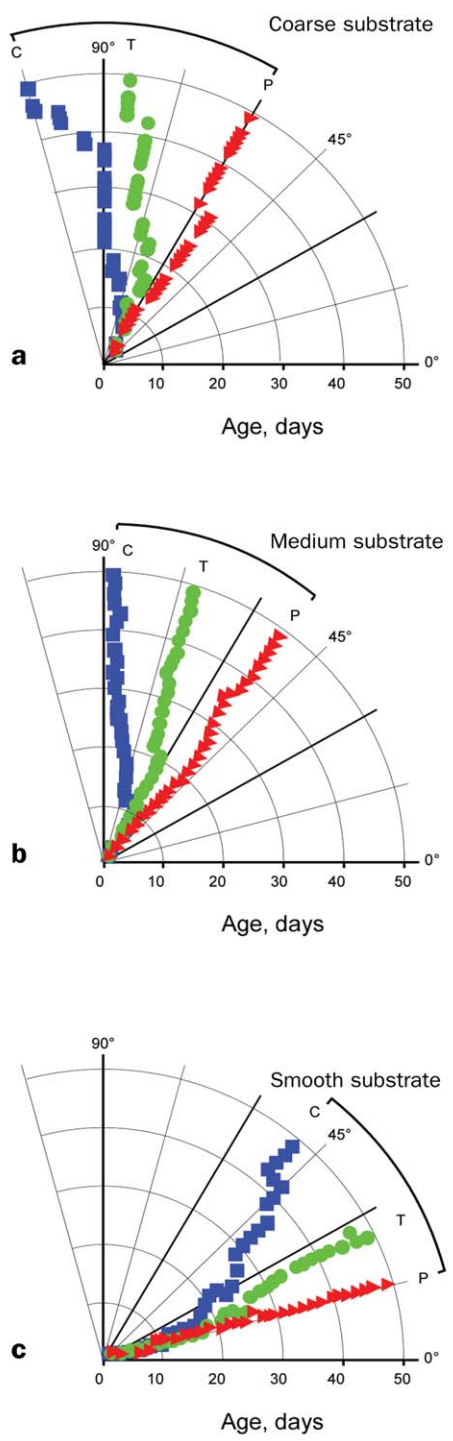 Coarse substrate
C
90° T
P
45°
a
0°
0 10 20 30 40 50
Age, days
Medium substrate
90° C
T
P
45°
b
0°
0 10 20 30 40 50
Age, days
90°
Smooth substrate
C
45°
T
P
c
0°
0 10 20 30 40 50
Age, days